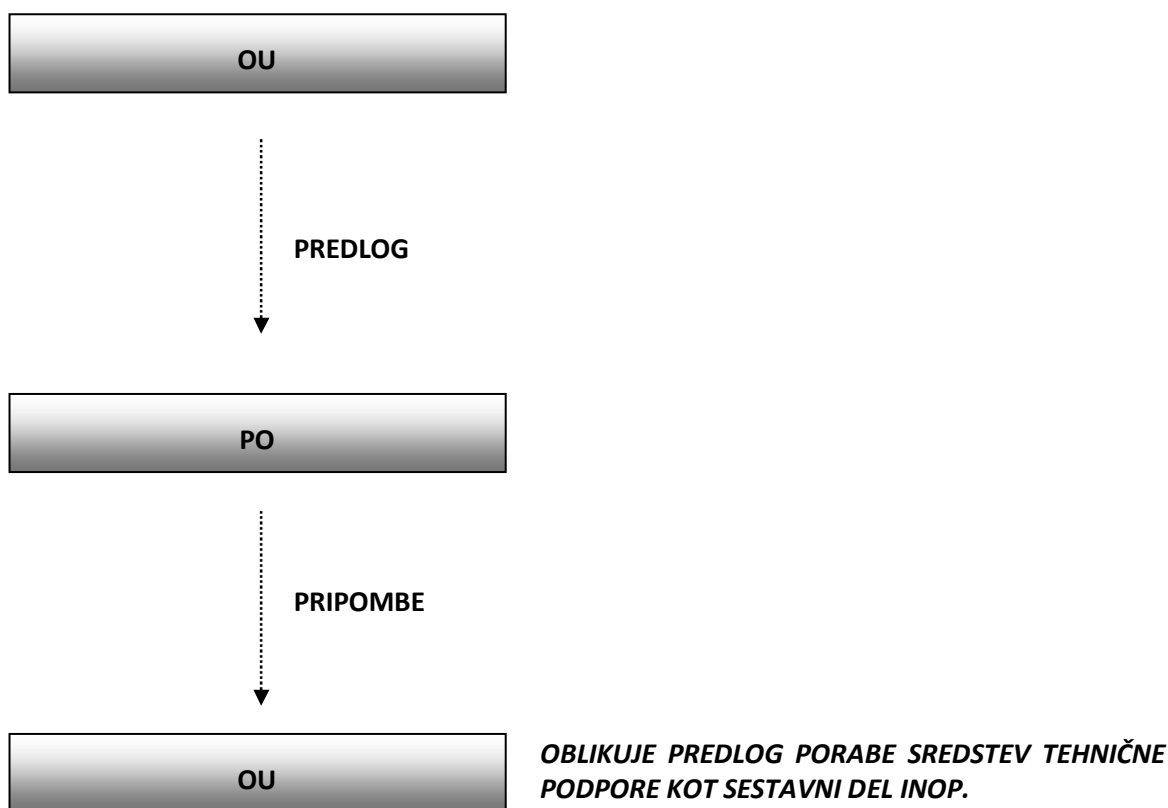 OU
PREDLOG
PO
PRIPOMBE
OU
OBLIKUJE PREDLOG PORABE SREDSTEV TEHNIČNE
PODPORE KOT SESTAVNI DEL INOP.